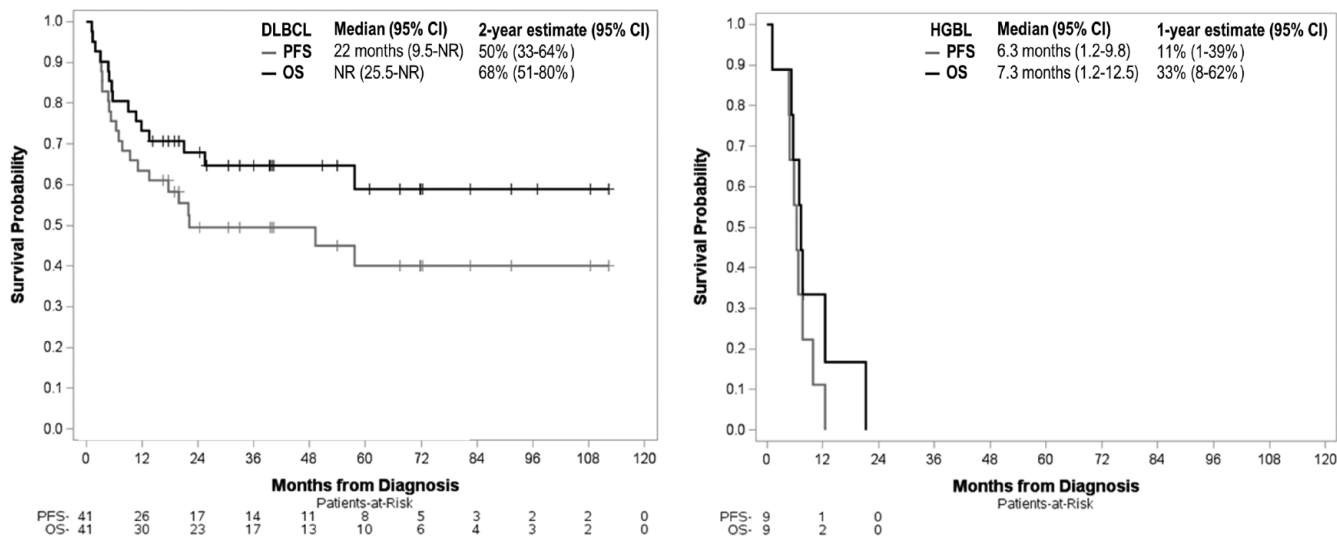 DLBCL Median (95% CI) 2-year estimate (95% CI)
PFS 22 months (9.5-NR) 50% (33-64%)
OS NR (25.5-NR) 68% (51-80%)
1.0
0.9
0.8
0.7
0.6
0.5
0.4
0.3
0.2
0.1
0.0
Survival Probability
0 12 24 36 48 60 72 84 96 108 120
Months from Diagnosis
Patients-at-Risk
PFS- 41 26 17 14 11 8 5 3 2 2 0
OS- 41 30 23 17 13 10 6 4 3 2 0
HGBL Median (95% CI) 1-year estimate (95% CI)
PFS 6.3 months (1.2-9.8) 11% (1-39%)
OS 7.3 months (1.2-12.5) 33% (8-62%)
1.0
0.9
0.8
0.7
0.6
0.5
0.4
0.3
0.2
0.1
0.0
Survival Probability
0 12 24 36 48 60 72 84 96 108 120
Months from Diagnosis
Patients-at-Risk
PFS- 9 1 0
OS- 9 2 0